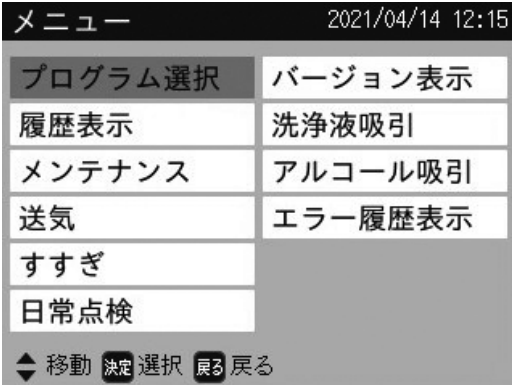 メニュー 2021/04/14 12:15
プログラム選択
履歴表示
メンテナンス
送気
すすぎ
日常点検
バージョン表示
洗浄液吸引
アルコール吸引
エラー履歴表示
移動 決定 選択 戻る 戻る